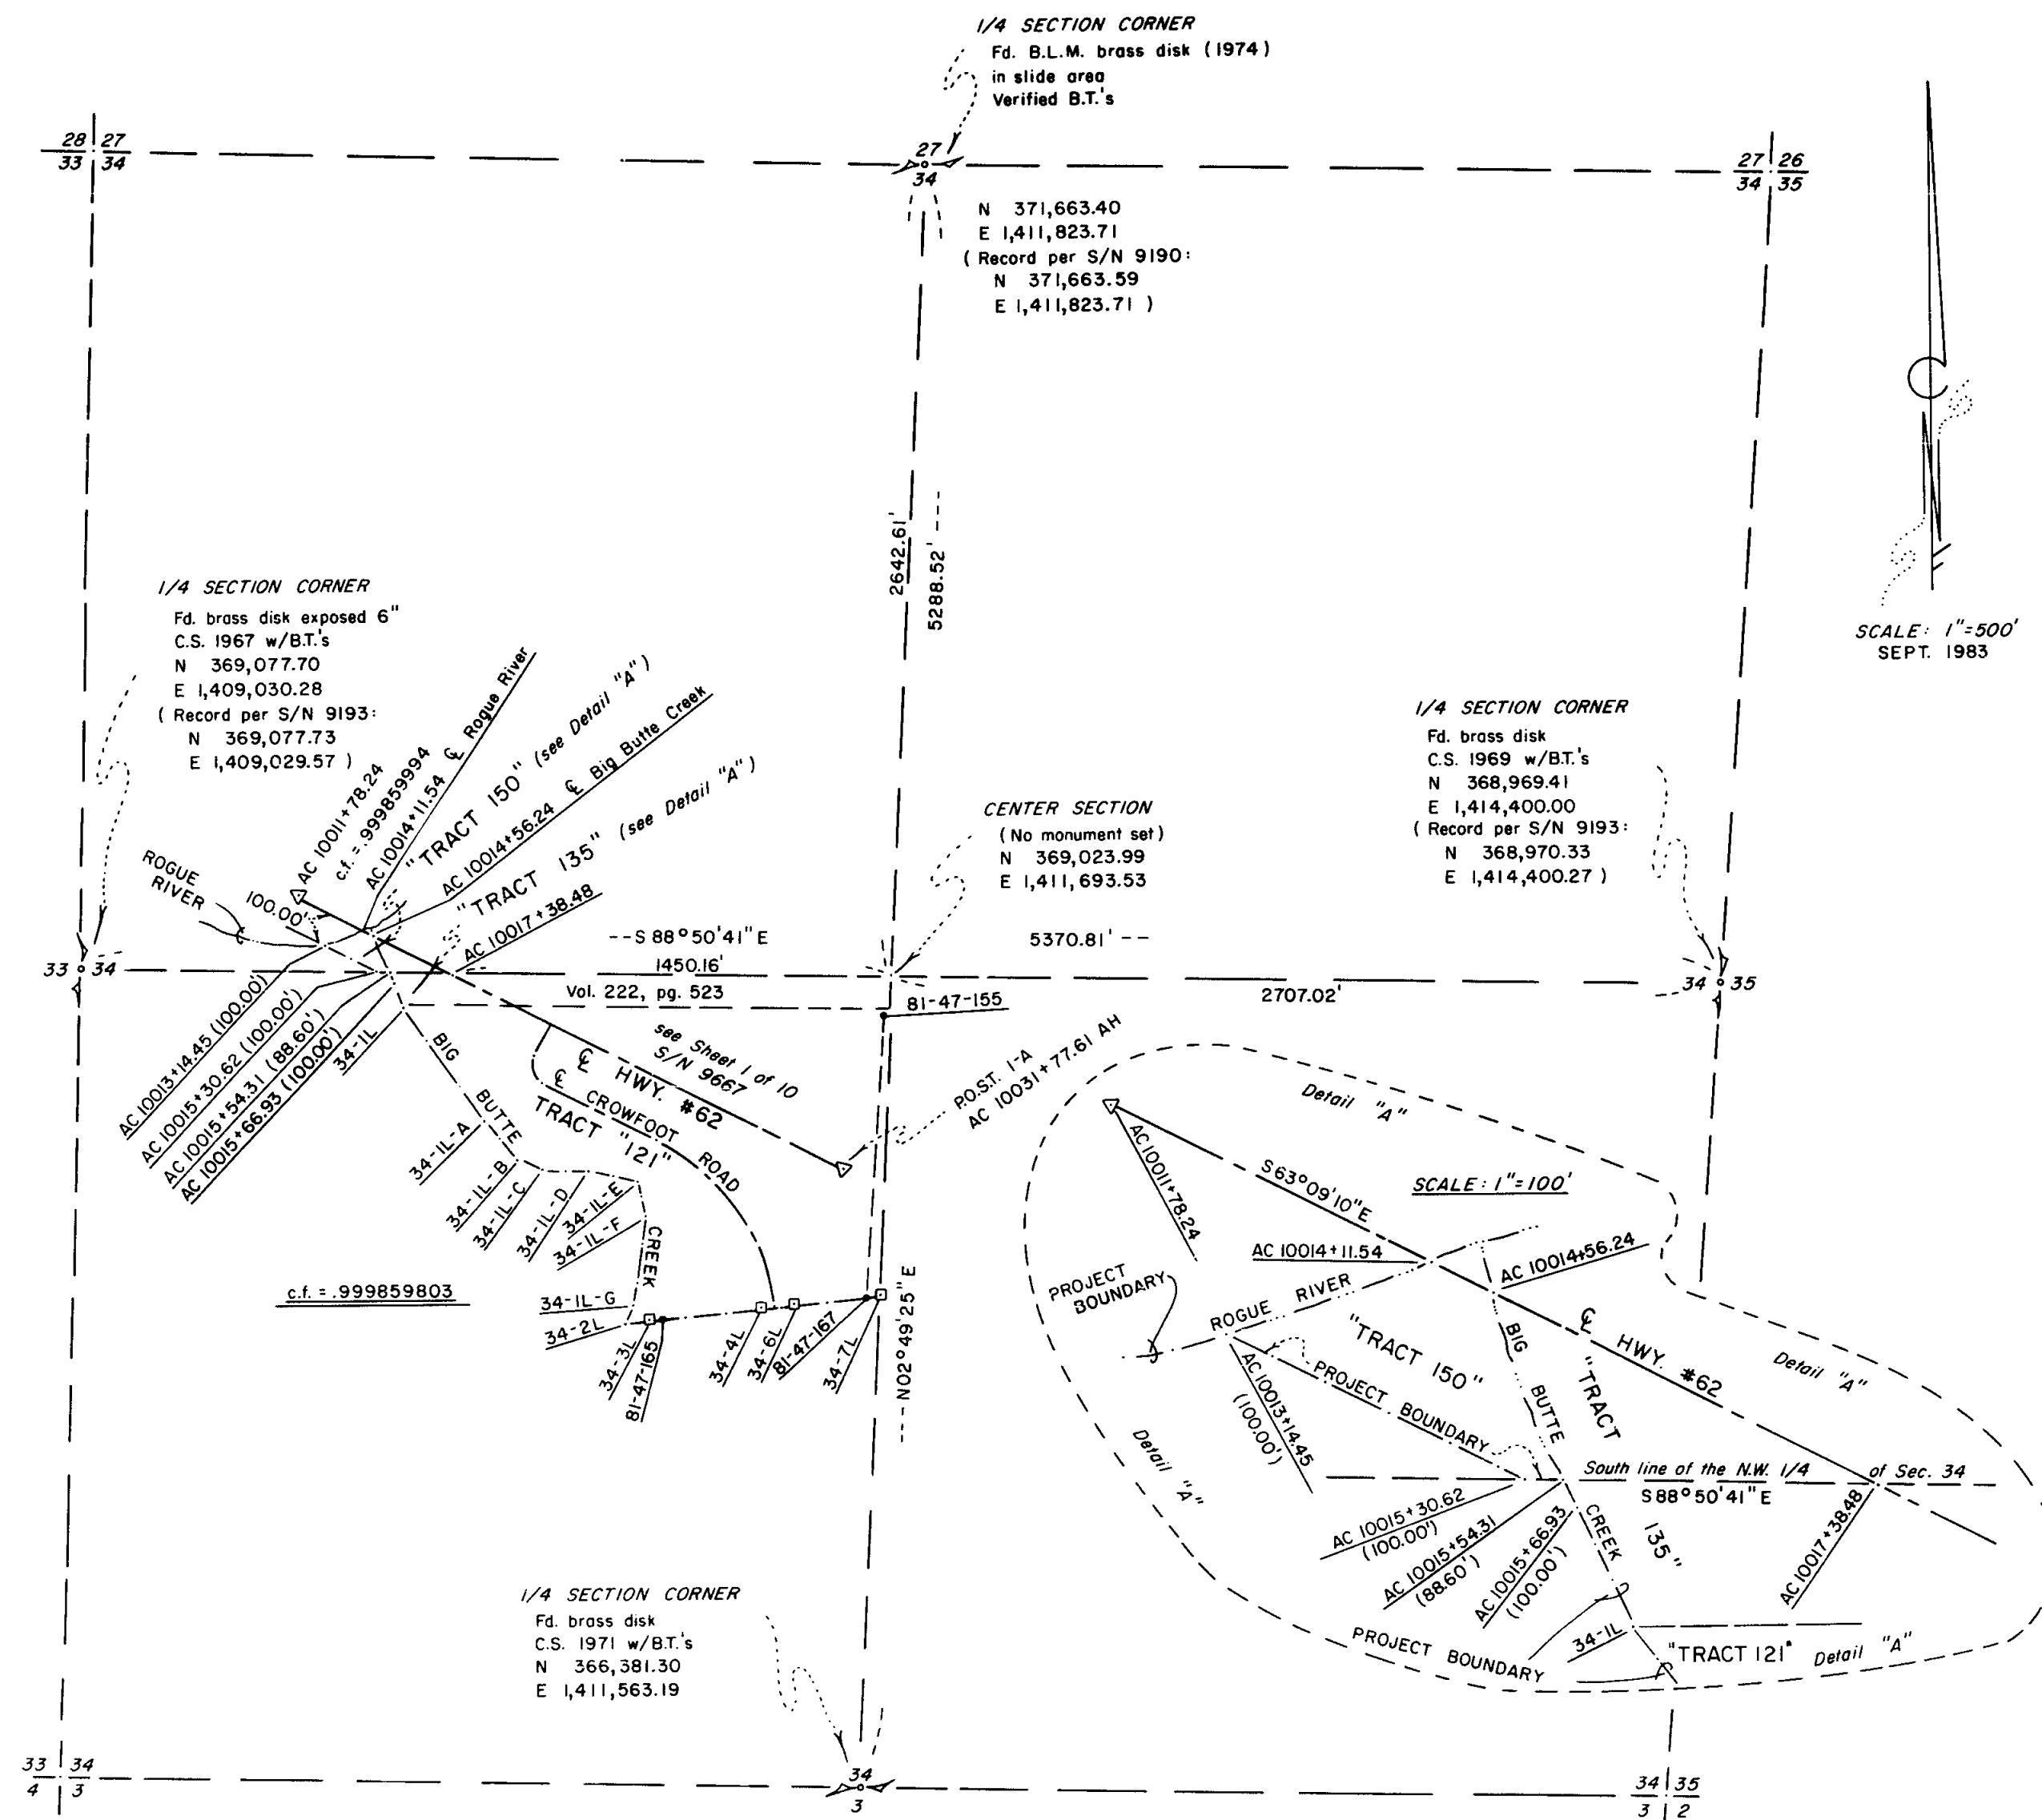 1/4 SECTION CORNER
Fd. B.L.M. brass disk (1974)
in slide area
Verified B.T.'s
28 27
33 34
27
34
27 26
34 35
N 371,663.40
E 1,411,823.71
( Record per S/N 9190:
N 371,663.59
E 1,411,823.71 )
SCALE: 1"=500'
SEPT. 1983
2642.61'
5288.52' ---
1/4 SECTION CORNER
Fd. brass disk exposed 6"
C.S. 1967 w/B.T.'s
N 369,077.70
E 1,409,030.28
( Record per S/N 9193:
N 369,077.73
E 1,409,029.57 )
AC 10011+78.24
c.f. = .999859994
AC 10014+11.54 ℄ Rogue River
"TRACT 150" (see Detail "A")
AC 10014+56.24 ℄ Big Butte Creek
"TRACT 135" (see Detail "A")
AC 10017+38.48
ROGUE
RIVER
100.00'
1/4 SECTION CORNER
Fd. brass disk
C.S. 1969 w/B.T.'s
N 368,969.41
E 1,414,400.00
( Record per S/N 9193:
N 368,970.33
E 1,414,400.27 )
CENTER SECTION
(No monument set)
N 369,023.99
E 1,411,693.53
33 34
--S 88°50'41" E
5370.81' --
1450.16'
Vol. 222, pg. 523
2707.02'
34 35
81-47-155
AC 10013+14.45 (100.00')
AC 10015+30.62 (100.00')
AC 10015+54.31 (88.60')
AC 10015+66.93 (100.00')
34-1L
BIG
BUTTE
CREEK
℄ HWY. #62
see Sheet 1 of 10
S/N 9667
℄ CROWFOOT
ROAD
TRACT "121"
P.O.S.T. 1-A
AC 10031+77.61 AH
34-1L-A
34-1L-B
34-1L-C
34-1L-D
34-1L-E
34-1L-F
34-1L-G
34-2L
34-3L
81-47-165
34-4L
34-6L
81-47-167
34-7L
c.f. = .999859803
----N02°49'25" E
Detail "A"
SCALE: 1"=100'
AC 10011+78.24
S63°09'10"E
AC 10014+11.54
AC 10014+56.24
PROJECT
BOUNDARY
ROGUE RIVER
"TRACT 150"
PROJECT BOUNDARY
BIG
BUTTE
CREEK
"TRACT
135"
℄ HWY. #62
Detail "A"
AC 10013+14.45
(100.00')
Detail "A"
South line of the N.W. 1/4 of Sec. 34
S88°50'41"E
AC 10015+30.62
(100.00')
AC 10015+54.31
(88.60')
AC 10015+66.93
(100.00')
AC 10017+38.48
34-1L
PROJECT BOUNDARY
"TRACT 121"
Detail "A"
1/4 SECTION CORNER
Fd. brass disk
C.S. 1971 w/B.T.'s
N 366,381.30
E 1,411,563.19
33 34
4 3
34
3
34 35
3 2